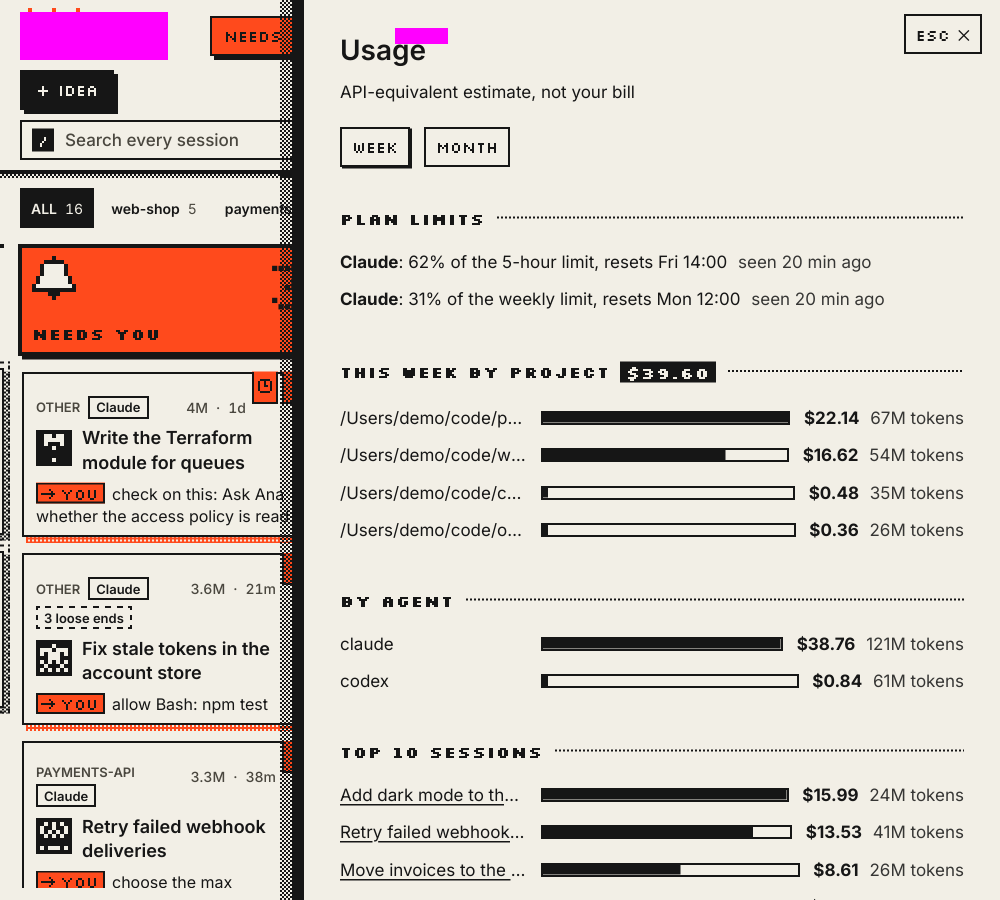 NEEDS
+ IDEA
/ Search every session
ALL 16 web-shop 5 payments
NEEDS YOU
OTHER Claude 4M · 1d
Write the Terraform
module for queues
→ YOU check on this: Ask Ana
whether the access policy is read
OTHER Claude 3.6M · 21m
3 loose ends
Fix stale tokens in the
account store
→ YOU allow Bash: npm test
PAYMENTS-API 3.3M · 38m
Claude
Retry failed webhook
deliveries
→ YOU choose the max
Usage
ESC ×
API-equivalent estimate, not your bill
WEEK MONTH
PLAN LIMITS
Claude: 62% of the 5-hour limit, resets Fri 14:00 seen 20 min ago
Claude: 31% of the weekly limit, resets Mon 12:00 seen 20 min ago
THIS WEEK BY PROJECT $39.60
/Users/demo/code/p... $22.14 67M tokens
/Users/demo/code/w... $16.62 54M tokens
/Users/demo/code/c... $0.48 35M tokens
/Users/demo/code/o... $0.36 26M tokens
BY AGENT
claude $38.76 121M tokens
codex $0.84 61M tokens
TOP 10 SESSIONS
Add dark mode to th... $15.99 24M tokens
Retry failed webhook... $13.53 41M tokens
Move invoices to the ... $8.61 26M tokens